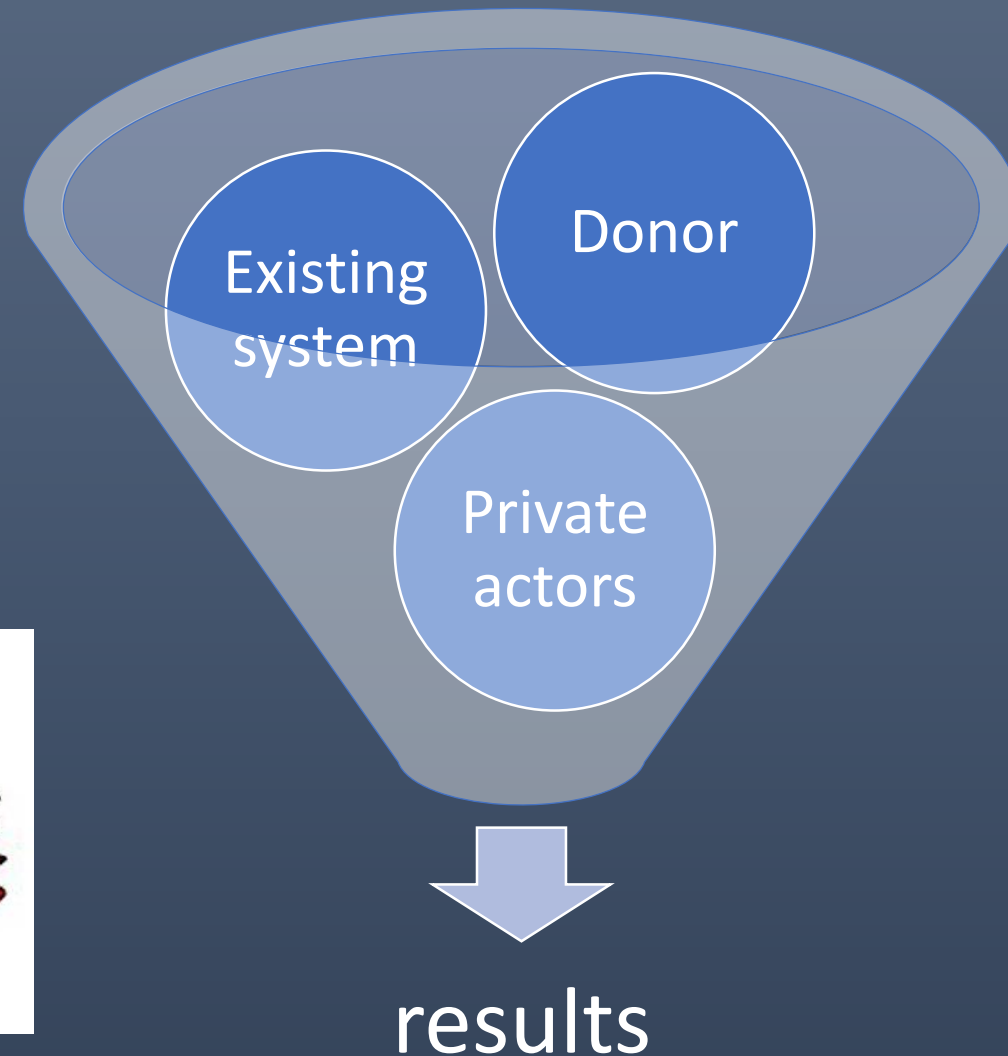 Donor
Existing
system
Private
actors
results